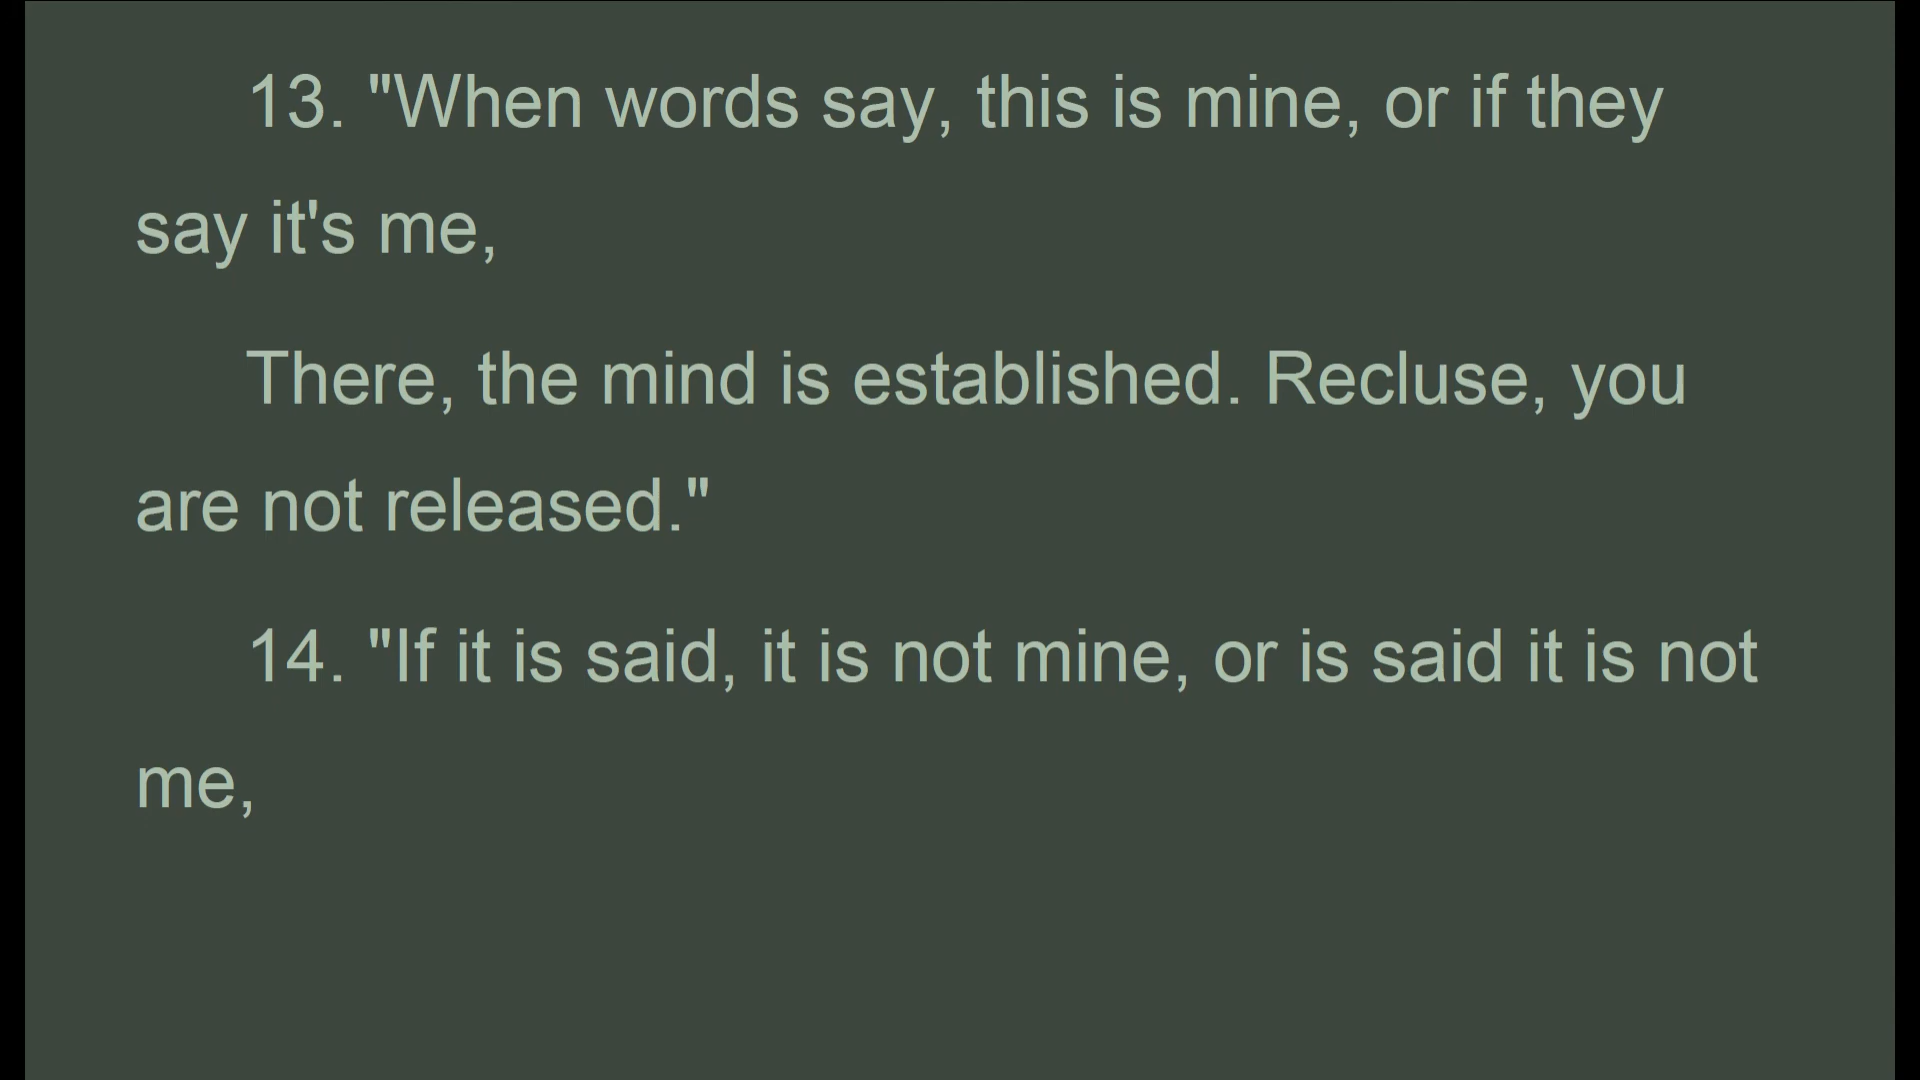 13. "When words say, this is mine, or if they
say it's me,
There, the mind is established. Recluse, you
are not released."
14. "If it is said, it is not mine, or is said it is not
me,